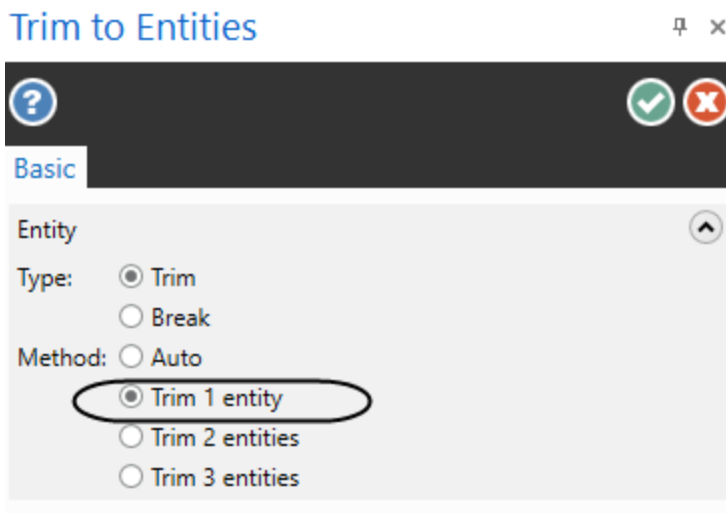 Trim to Entities
Basic
Entity
Type: Trim
Break
Method: Auto
Trim 1 entity
Trim 2 entities
Trim 3 entities